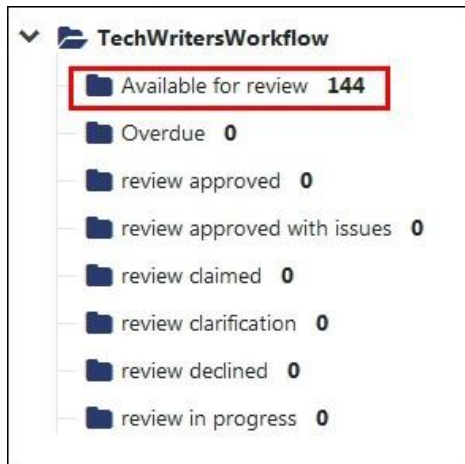 TechWritersWorkflow
Available for review 144
Overdue 0
review approved 0
review approved with issues 0
review claimed 0
review clarification 0
review declined 0
review in progress 0